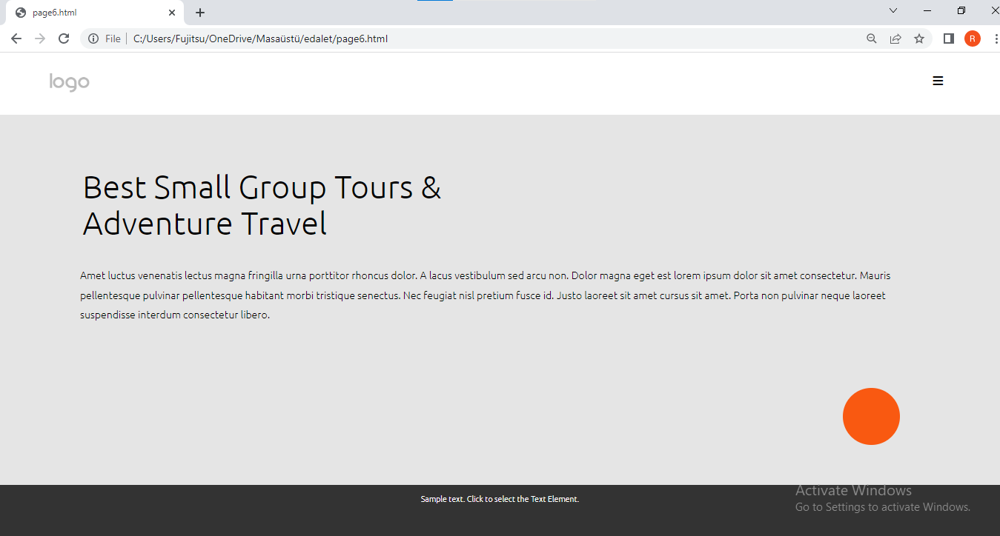 page6.html
File
C:/Users/Fujitsu/OneDrive/Masaüstü/edalet/page6.html
R
logo
Best Small Group Tours &
Adventure Travel
Amet luctus venenatis lectus magna fringilla urna porttitor rhoncus dolor. A lacus vestibulum sed arcu non. Dolor magna eget est lorem ipsum dolor sit amet consectetur. Mauris
pellentesque pulvinar pellentesque habitant morbi tristique senectus. Nec feugiat nisl pretium fusce id. Justo laoreet sit amet cursus sit amet. Porta non pulvinar neque laoreet
suspendisse interdum consectetur libero.
Sample text. Click to select the Text Element.
Activate Windows
Go to Settings to activate Windows.